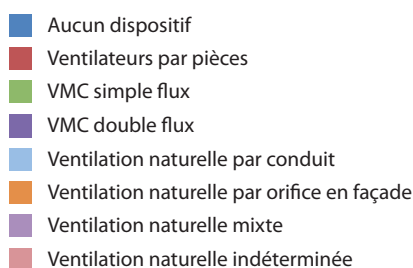 Aucun dispositif
Ventilateurs par pièces
VMC simple flux
VMC double flux
Ventilation naturelle par conduit
Ventilation naturelle par orifice en façade
Ventilation naturelle mixte
Ventilation naturelle indéterminée